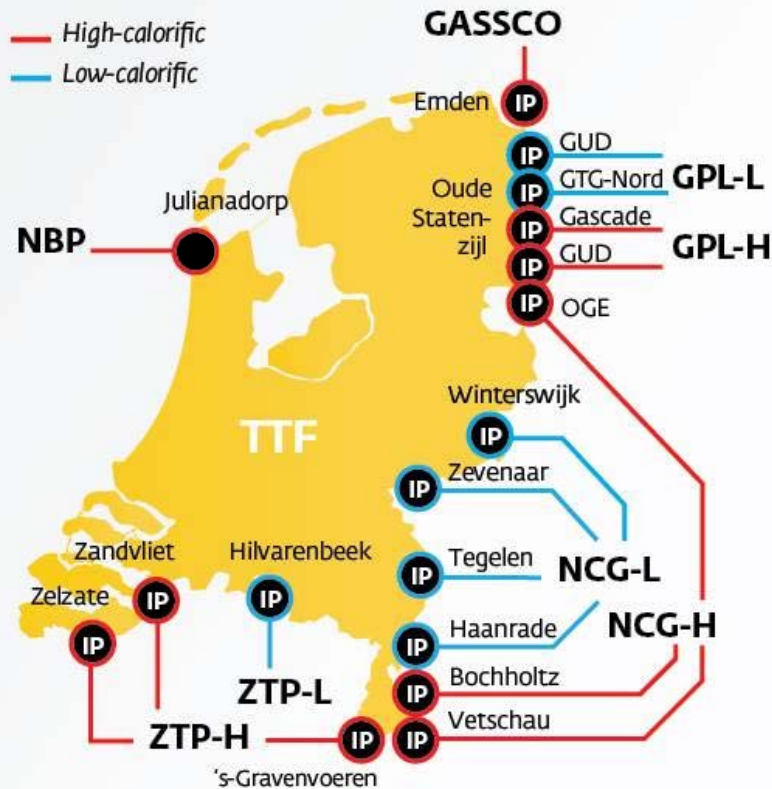 High-calorific
Low-calorific
GASSCO
Emden
IP
IP
GUD
GPL-L
IP
GTG-Nord
Oude
Staten-
zijl
IP
Gascade
GPL-H
IP
GUD
IP
OGE
Julianadorp
NBP
TTF
Winterswijk
IP
Zevenaar
IP
Tegelen
IP
NCG-L
Haanrade
IP
NCG-H
Bochholtz
IP
Vetschau
IP
Zandvliet
IP
Zelzate
IP
Hilvarenbeek
IP
ZTP-L
ZTP-H
IP
's-Gravenvoeren